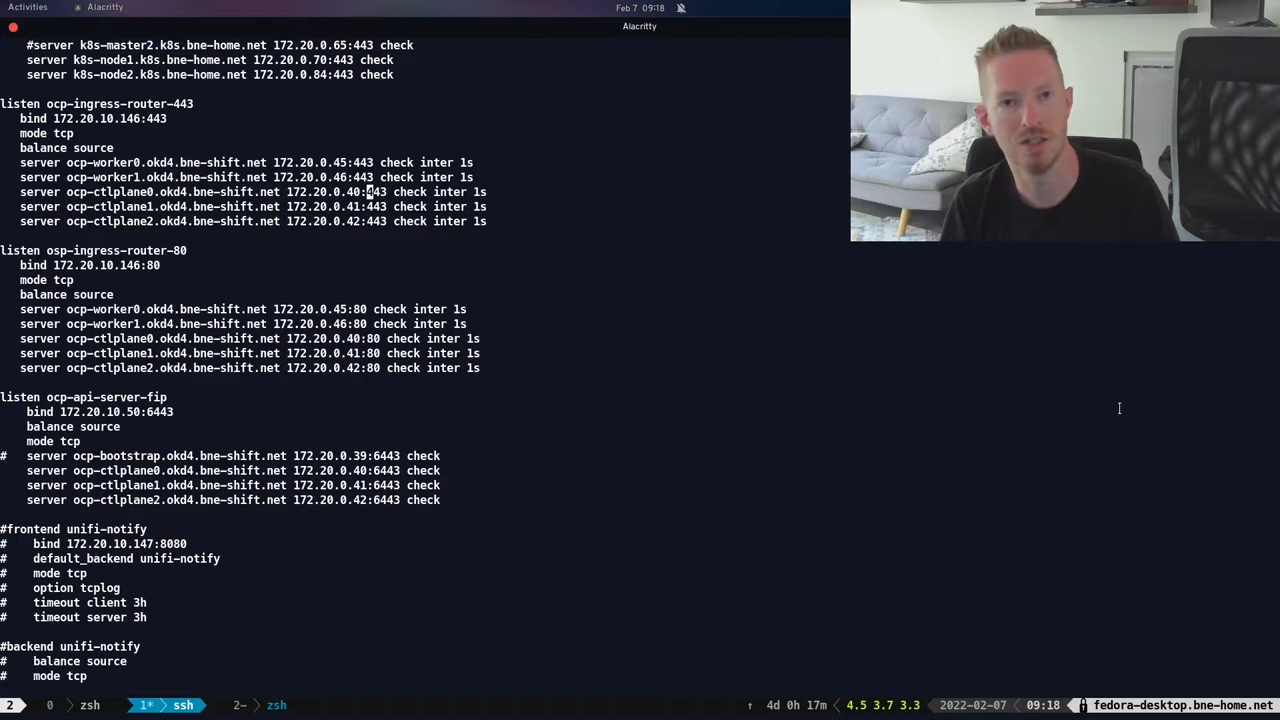 Activities
Alacritty
Feb 7 09:18
Alacritty
#server k8s-master2.k8s.bne-home.net 172.20.0.65:443 check
server k8s-node1.k8s.bne-home.net 172.20.0.70:443 check
server k8s-node2.k8s.bne-home.net 172.20.0.84:443 check
listen ocp-ingress-router-443
bind 172.20.10.146:443
mode tcp
balance source
server ocp-worker0.okd4.bne-shift.net 172.20.0.45:443 check inter 1s
server ocp-worker1.okd4.bne-shift.net 172.20.0.46:443 check inter 1s
server ocp-ctlplane0.okd4.bne-shift.net 172.20.0.40:443 check inter 1s
server ocp-ctlplane1.okd4.bne-shift.net 172.20.0.41:443 check inter 1s
server ocp-ctlplane2.okd4.bne-shift.net 172.20.0.42:443 check inter 1s
listen osp-ingress-router-80
bind 172.20.10.146:80
mode tcp
balance source
server ocp-worker0.okd4.bne-shift.net 172.20.0.45:80 check inter 1s
server ocp-worker1.okd4.bne-shift.net 172.20.0.46:80 check inter 1s
server ocp-ctlplane0.okd4.bne-shift.net 172.20.0.40:80 check inter 1s
server ocp-ctlplane1.okd4.bne-shift.net 172.20.0.41:80 check inter 1s
server ocp-ctlplane2.okd4.bne-shift.net 172.20.0.42:80 check inter 1s
listen ocp-api-server-fip
bind 172.20.10.50:6443
balance source
mode tcp
# server ocp-bootstrap.okd4.bne-shift.net 172.20.0.39:6443 check
server ocp-ctlplane0.okd4.bne-shift.net 172.20.0.40:6443 check
server ocp-ctlplane1.okd4.bne-shift.net 172.20.0.41:6443 check
server ocp-ctlplane2.okd4.bne-shift.net 172.20.0.42:6443 check
#frontend unifi-notify
# bind 172.20.10.147:8080
# default_backend unifi-notify
# mode tcp
# option tcplog
# timeout client 3h
# timeout server 3h
#backend unifi-notify
# balance source
# mode tcp
2 0 zsh 1* ssh 2- zsh ↑ 4d 0h 17m 4.5 3.7 3.3 2022-02-07 09:18 fedora-desktop.bne-home.net